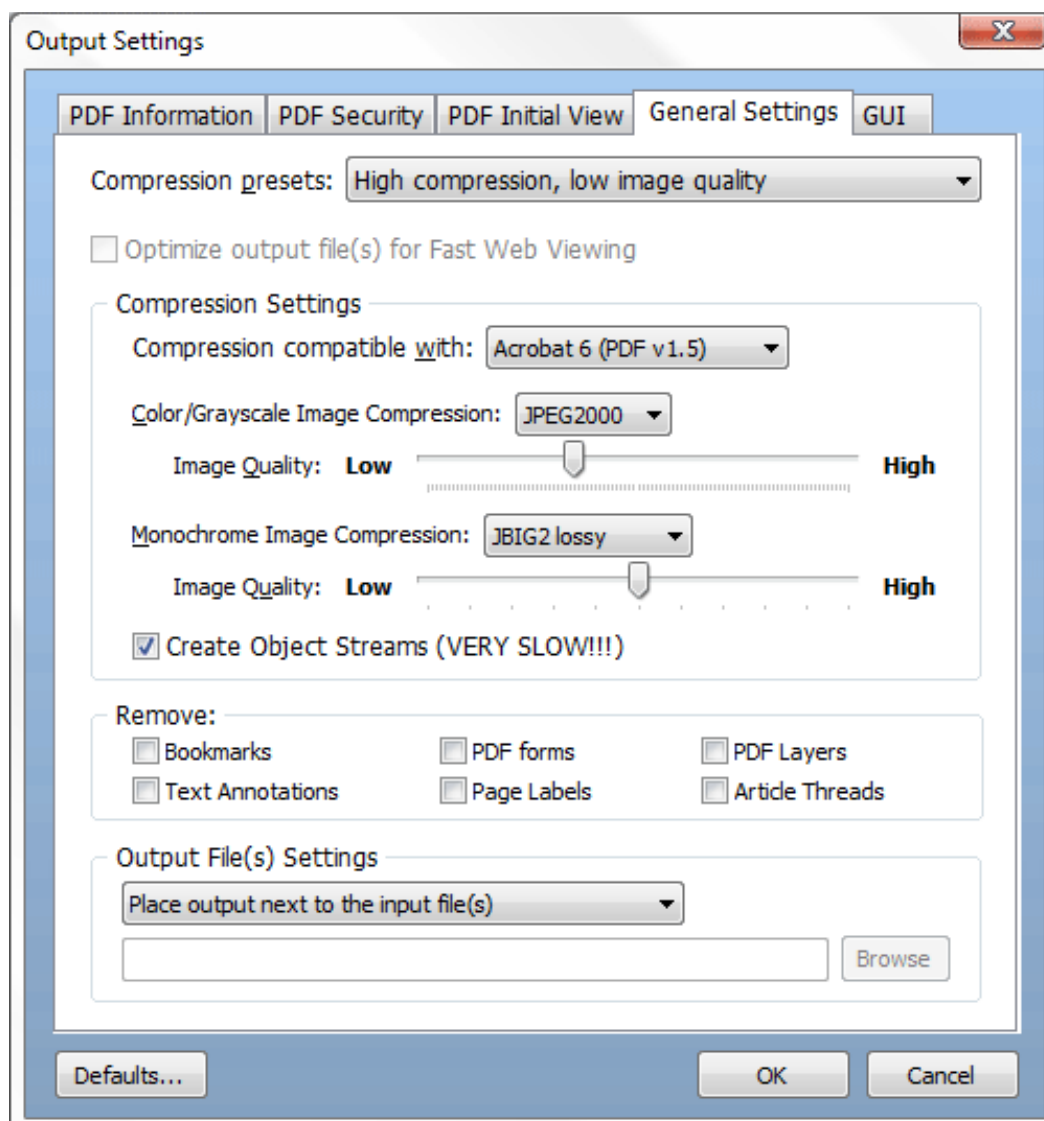 Output Settings
PDF Information PDF Security PDF Initial View General Settings GUI
Compression presets: High compression, low image quality
Optimize output file(s) for Fast Web Viewing
Compression Settings
Compression compatible with: Acrobat 6 (PDF v1.5)
Color/Grayscale Image Compression: JPEG2000
Image Quality: Low High
Monochrome Image Compression: JBIG2 lossy
Image Quality: Low High
Create Object Streams (VERY SLOW!!!)
Remove:
Bookmarks PDF forms PDF Layers
Text Annotations Page Labels Article Threads
Output File(s) Settings
Place output next to the input file(s)
Browse
Defaults... OK Cancel